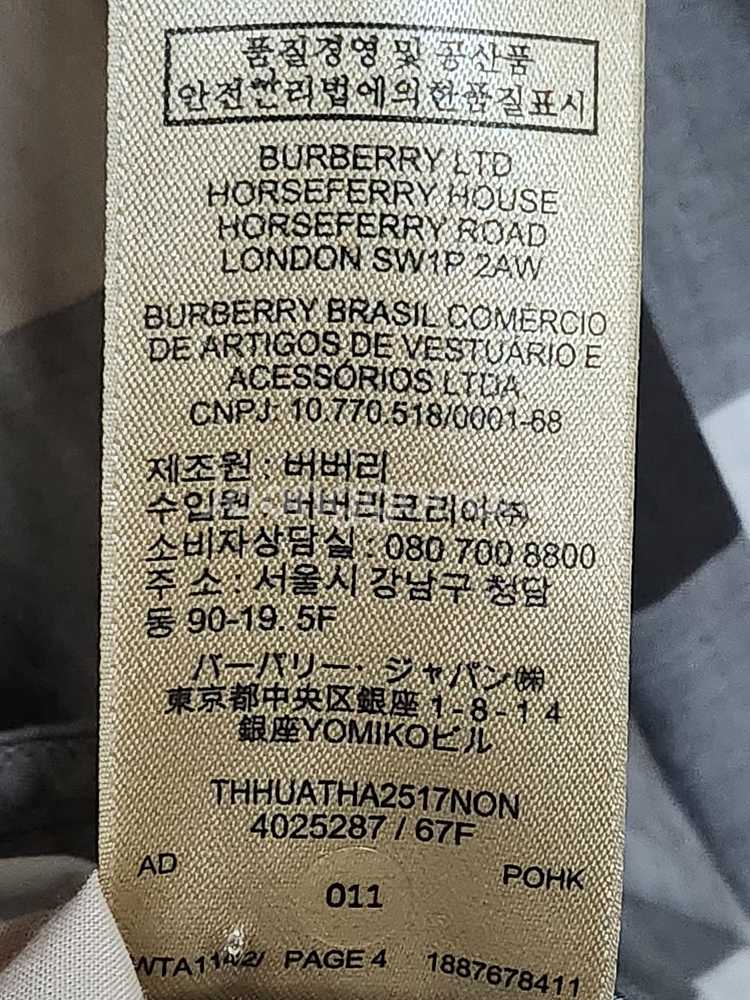 품질경영 및 공산품
안전관리법에의한품질표시
BURBERRY LTD
HORSEFERRY HOUSE
HORSEFERRY ROAD
LONDON SW1P 2AW
BURBERRY BRASIL COMÉRCIO
DE ARTIGOS DE VESTUÁRIO E
ACESSÓRIOS LTDA
CNPJ: 10.770.518/0001-68
제조원 : 버버리
수입원 : 버버리코리아㈜
소비자상담실 : 080 700 8800
주 소 : 서울시 강남구 청담
동 90-19. 5F
バーバリー・ジャパン㈱
東京都中央区銀座 1-8-14
銀座YOMIKOビル
THHUATHA2517NON
4025287 / 67F
AD
POHK
011
PAGE 4 1887678411